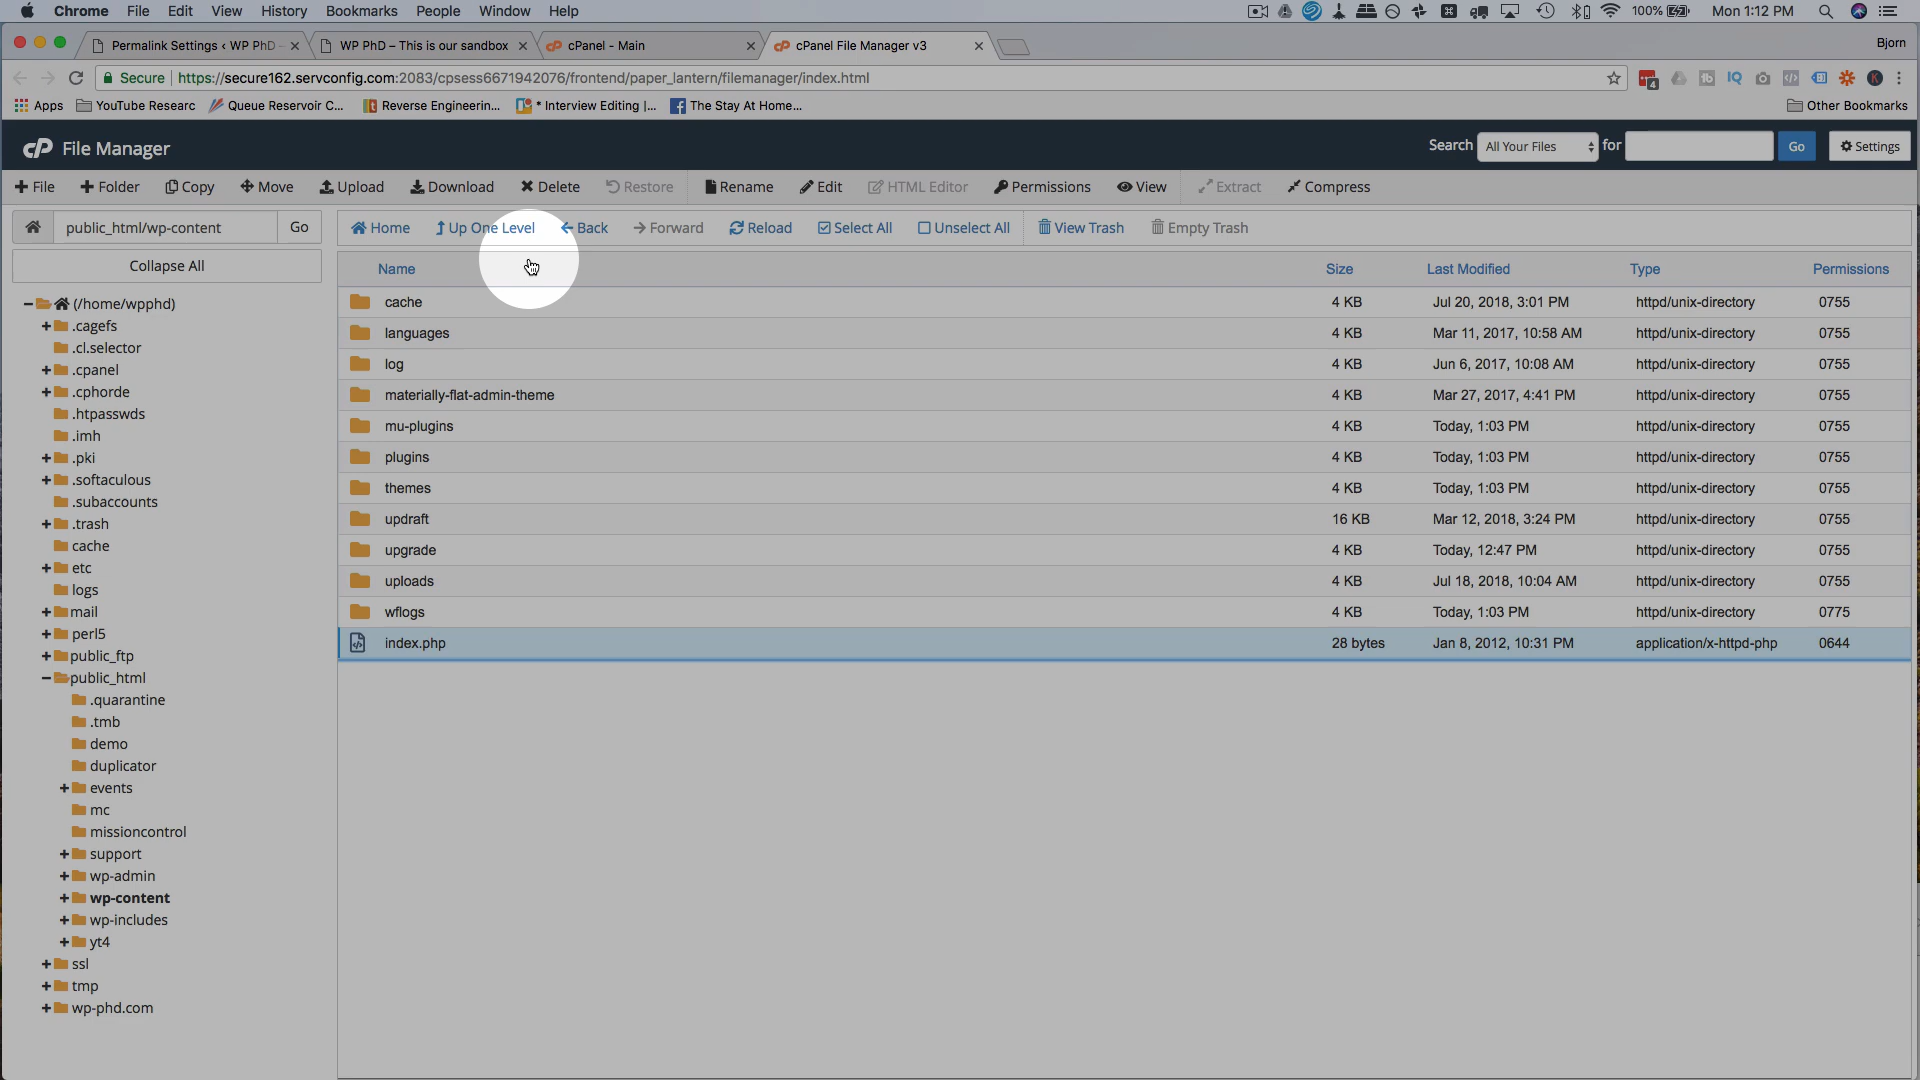 Chrome File Edit View History Bookmarks People Window Help 100% Mon 1:12 PM
Permalink Settings ‹ WP PhD WP PhD – This is our sandbox cPanel - Main cPanel File Manager v3 Bjorn
Secure https://secure162.servconfig.com:2083/cpsess6671942076/frontend/paper_lantern/filemanager/index.html
Apps YouTube Researc Queue Reservoir C... Reverse Engineerin... * Interview Editing |... The Stay At Home... Other Bookmarks
cP File Manager Search All Your Files for Go Settings
File Folder Copy Move Upload Download Delete Restore Rename Edit HTML Editor Permissions View Extract Compress
public_html/wp-content Go Home Up One Level Back Forward Reload Select All Unselect All View Trash Empty Trash
Collapse All
Name Size Last Modified Type Permissions
cache 4 KB Jul 20, 2018, 3:01 PM httpd/unix-directory 0755
languages 4 KB Mar 11, 2017, 10:58 AM httpd/unix-directory 0755
log 4 KB Jun 6, 2017, 10:08 AM httpd/unix-directory 0755
materially-flat-admin-theme 4 KB Mar 27, 2017, 4:41 PM httpd/unix-directory 0755
mu-plugins 4 KB Today, 1:03 PM httpd/unix-directory 0755
plugins 4 KB Today, 1:03 PM httpd/unix-directory 0755
themes 4 KB Today, 1:03 PM httpd/unix-directory 0755
updraft 16 KB Mar 12, 2018, 3:24 PM httpd/unix-directory 0755
upgrade 4 KB Today, 12:47 PM httpd/unix-directory 0755
uploads 4 KB Jul 18, 2018, 10:04 AM httpd/unix-directory 0755
wflogs 4 KB Today, 1:03 PM httpd/unix-directory 0775
index.php 28 bytes Jan 8, 2012, 10:31 PM application/x-httpd-php 0644
(/home/wpphd)
.cagefs
.cl.selector
.cpanel
.cphorde
.htpasswds
.imh
.pki
.softaculous
.subaccounts
.trash
cache
etc
logs
mail
perl5
public_ftp
public_html
.quarantine
.tmb
demo
duplicator
events
mc
missioncontrol
support
wp-admin
wp-content
wp-includes
yt4
ssl
tmp
wp-phd.com